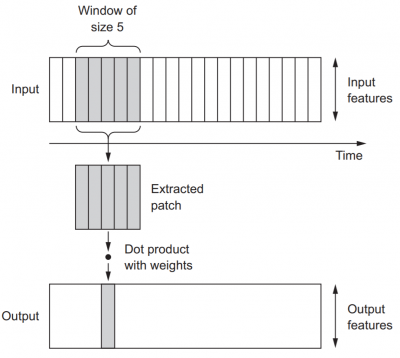 Window of
size 5
Input
Input
features
Time
Extracted
patch
Dot product
with weights
Output
Output
features